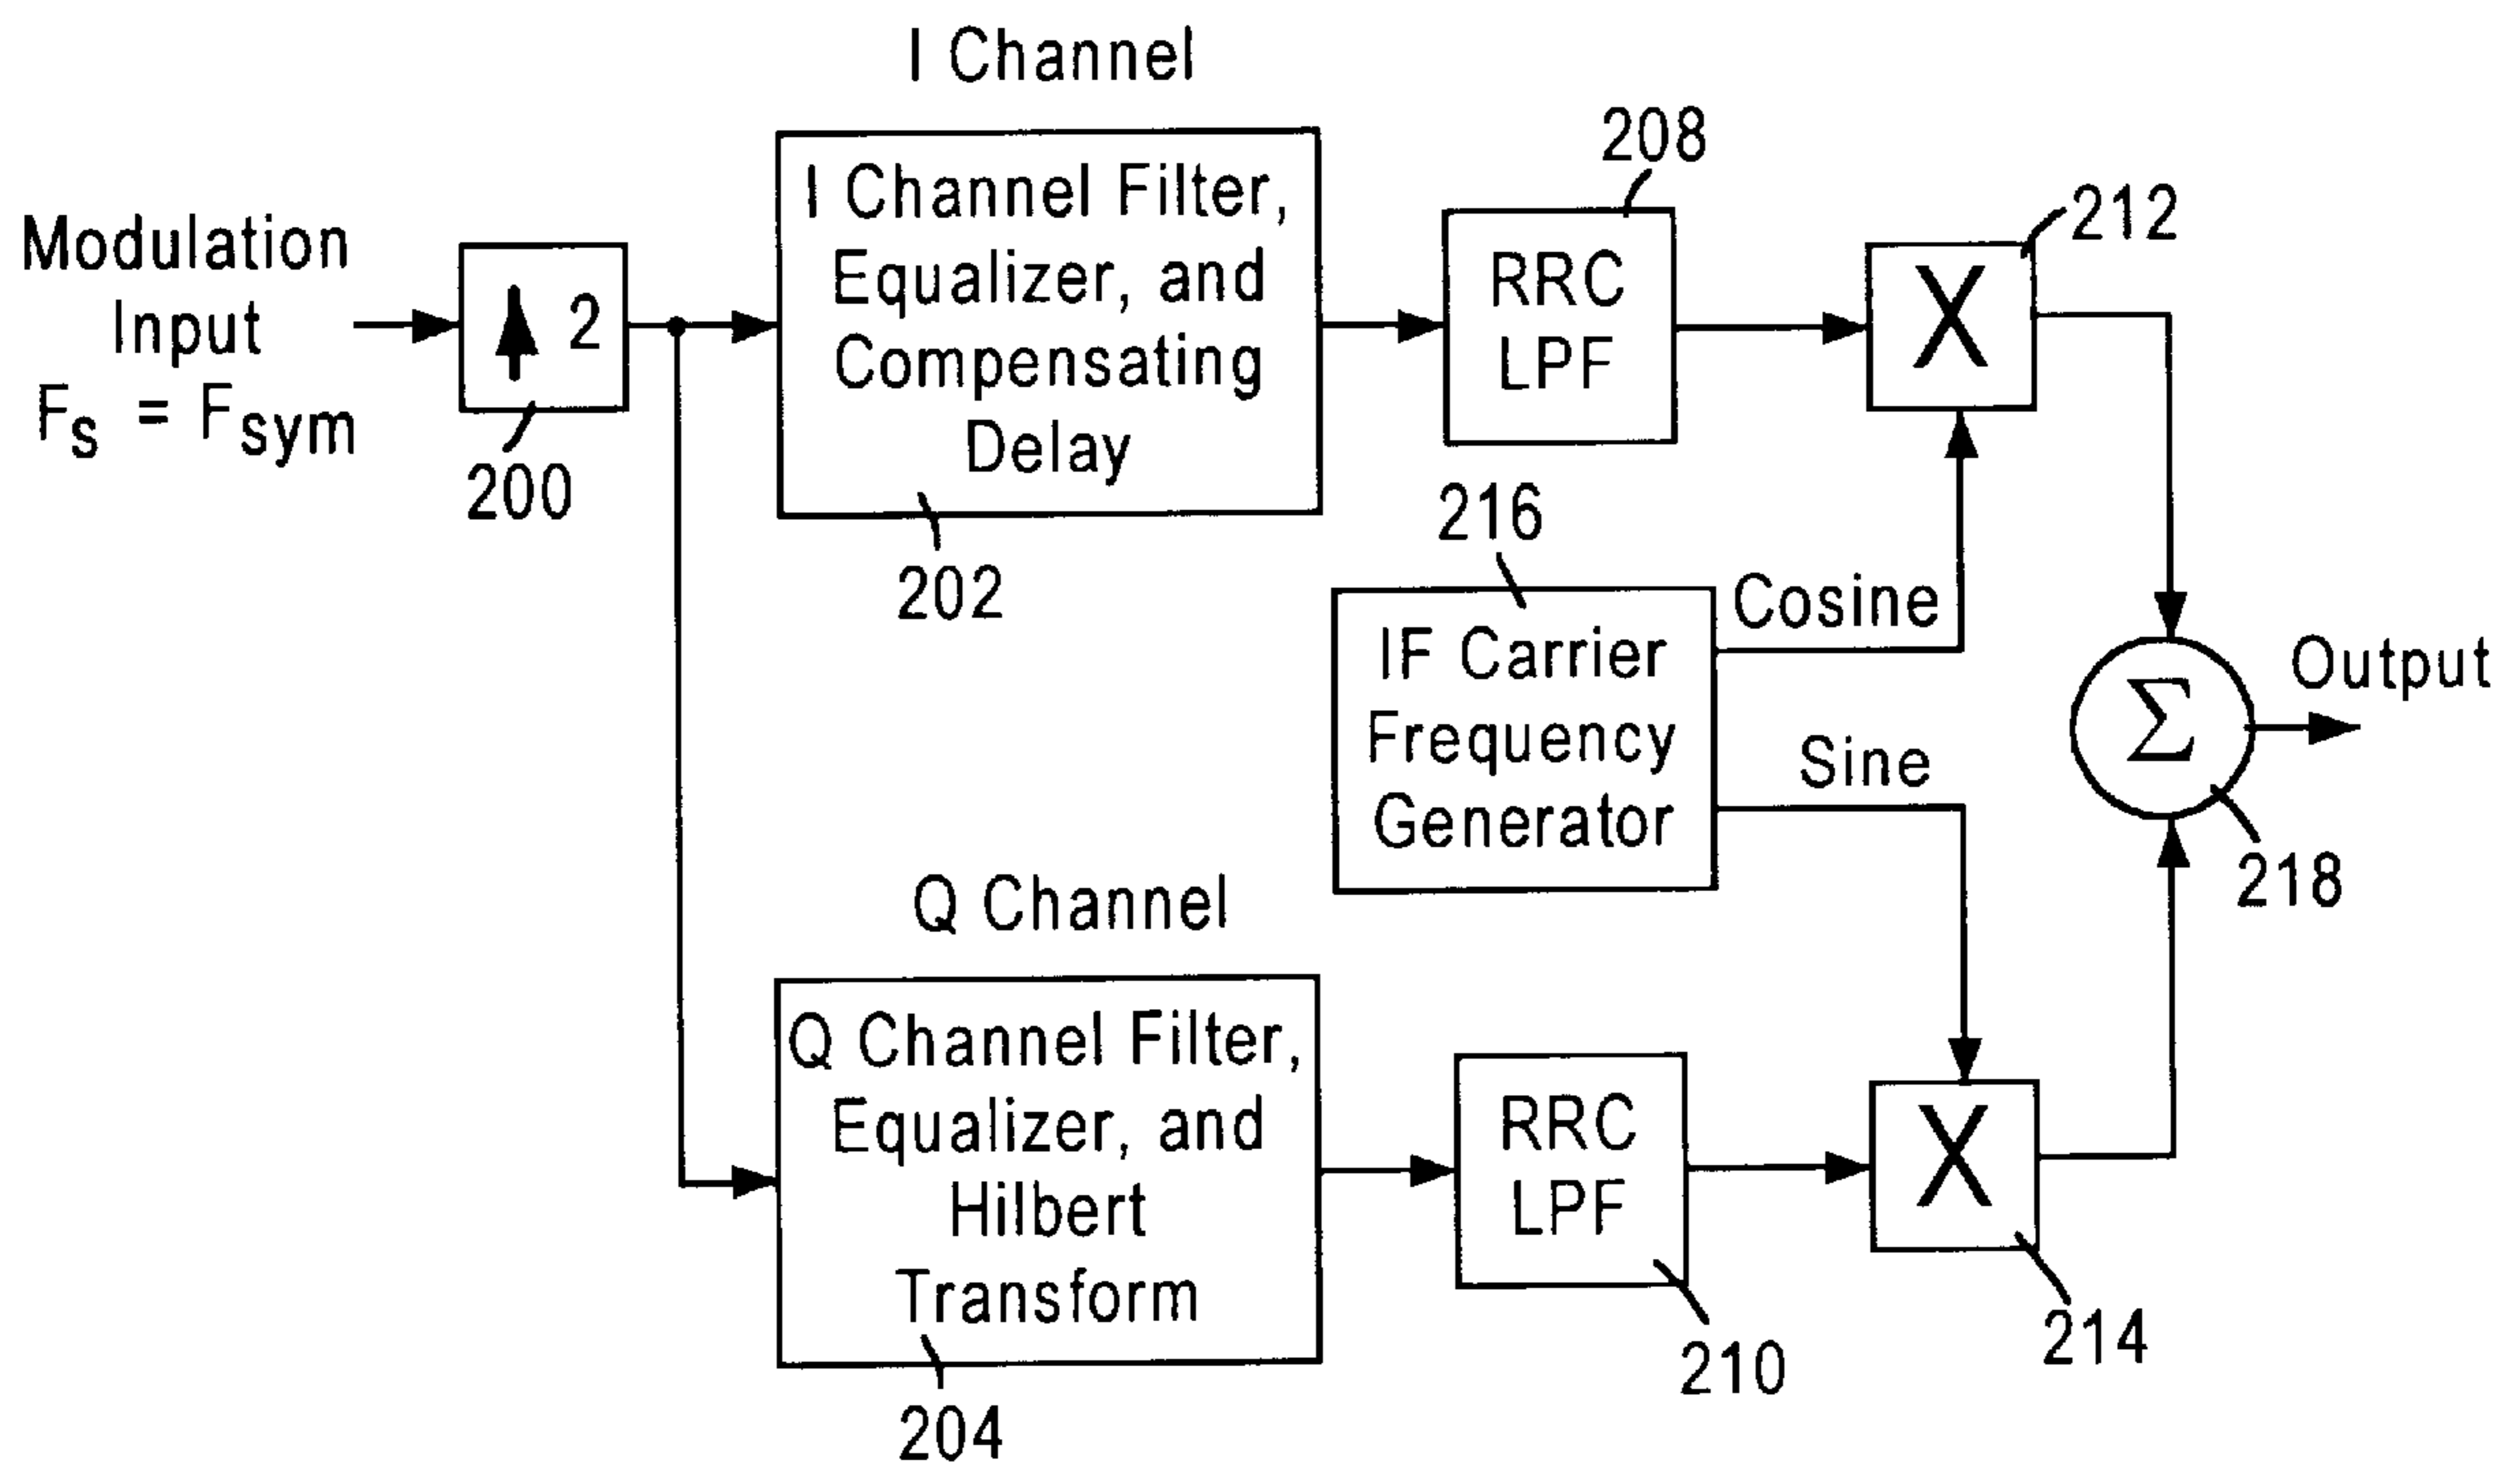 I Channel
Modulation
Input
Fs = Fsym
2
200
I Channel Filter,
Equalizer, and
Compensating
Delay
202
208
RRC
LPF
212
X
216
IF Carrier
Frequency
Generator
Cosine
Sine
Σ
Output
218
Q Channel
Q Channel Filter,
Equalizer, and
Hilbert
Transform
204
RRC
LPF
210
X
214